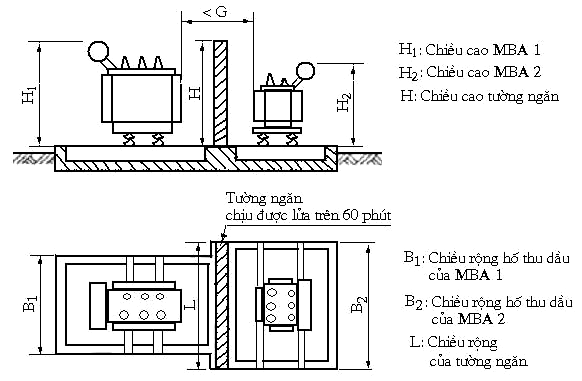 < G
H₁
H
H₂
H₁: Chiều cao MBA 1
H₂: Chiều cao MBA 2
H: Chiều cao tường ngăn
Tường ngăn
chịu được lửa trên 60 phút
B₁
L
B₂
B₁: Chiều rộng hố thu dầu
của MBA 1
B₂: Chiều rộng hố thu dầu
của MBA 2
L: Chiều rộng
của tường ngăn